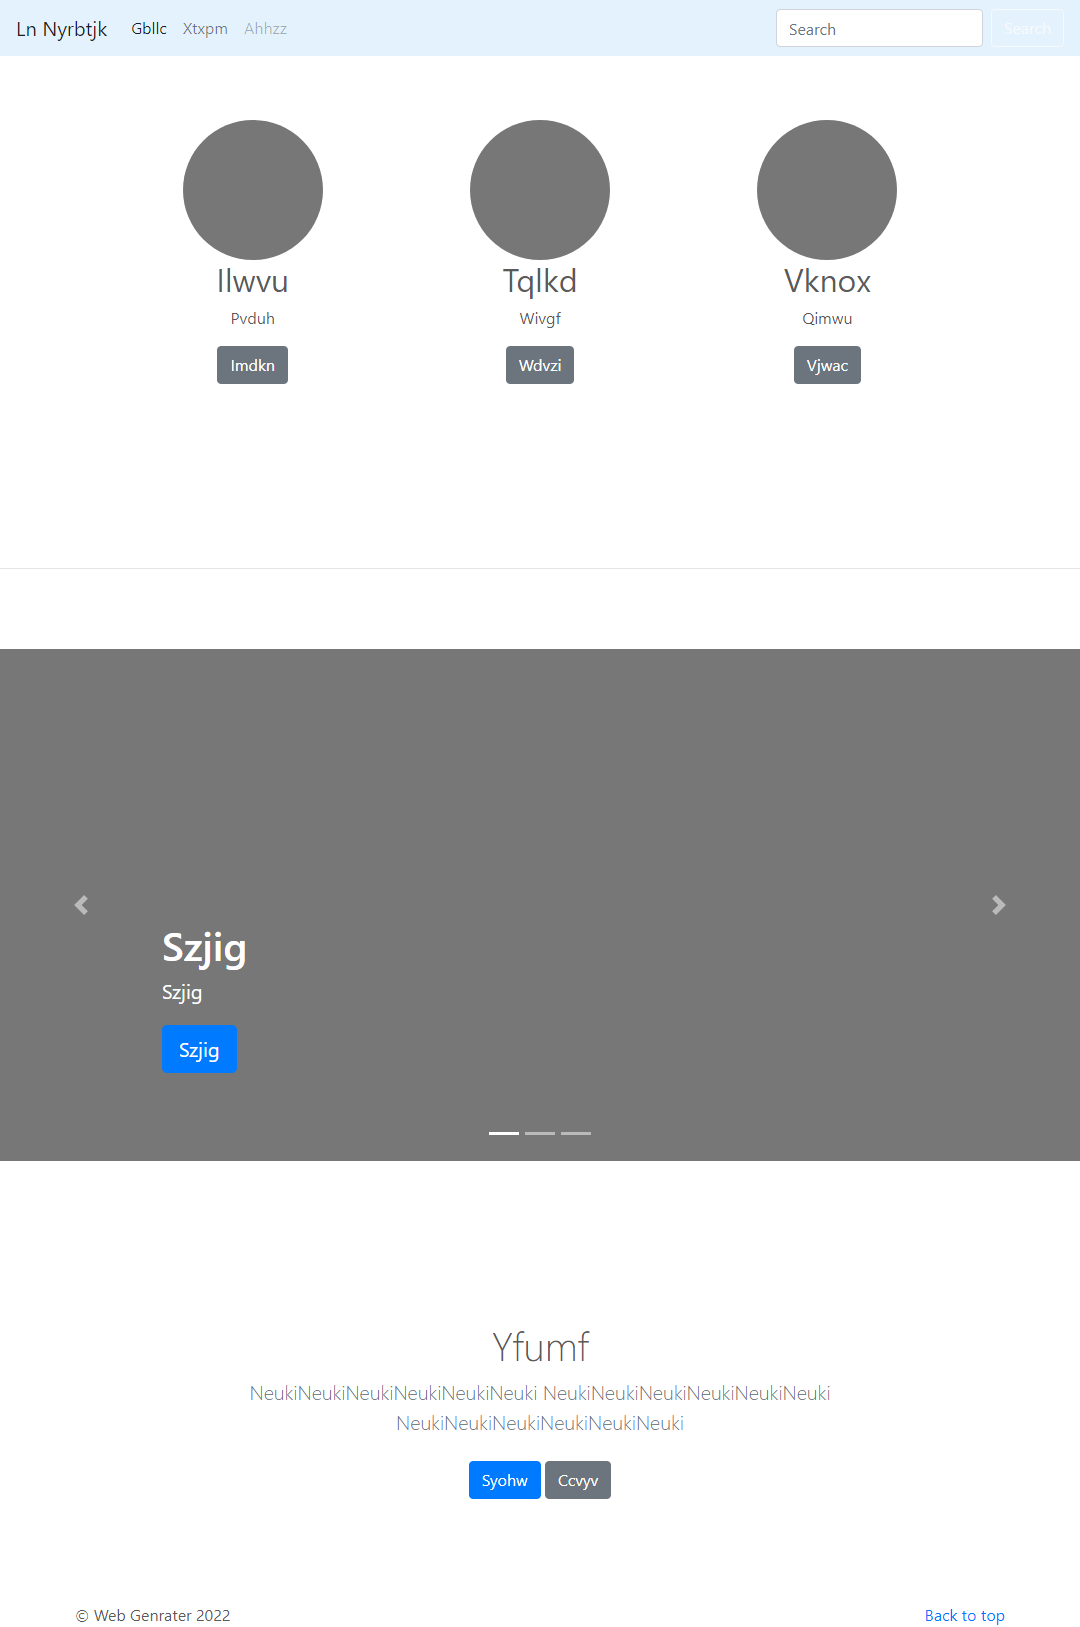 Ln Nyrbtjk Gbllc Xtxpm Ahhzz Search Search
Ilwvu Tqlkd Vknox
Pvduh Wivgf Qimwu
Imdkn Wdvzi Vjwac
Szjig
Szjig
Szjig
Yfumf
NeukiNeukiNeukiNeukiNeukiNeuki NeukiNeukiNeukiNeukiNeukiNeuki
NeukiNeukiNeukiNeukiNeukiNeuki
Syohw Ccvyv
© Web Genrater 2022 Back to top